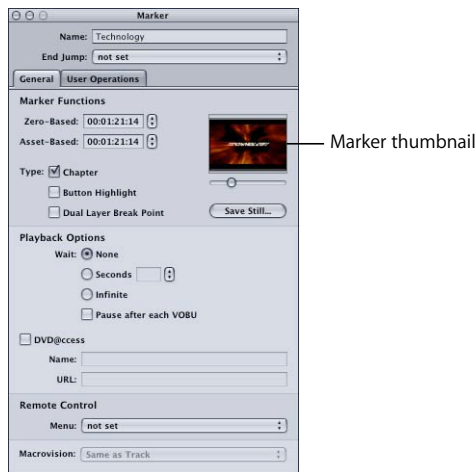 Marker
Name: Technology
End Jump: not set
General User Operations
Marker Functions
Zero-Based: 00:01:21:14
Asset-Based: 00:01:21:14
Marker thumbnail
Type: Chapter
Button Highlight
Dual Layer Break Point
Save Still...
Playback Options
Wait: None
Seconds
Infinite
Pause after each VOBU
DVD@ccess
Name:
URL:
Remote Control
Menu: not set
Macrovision: Same as Track